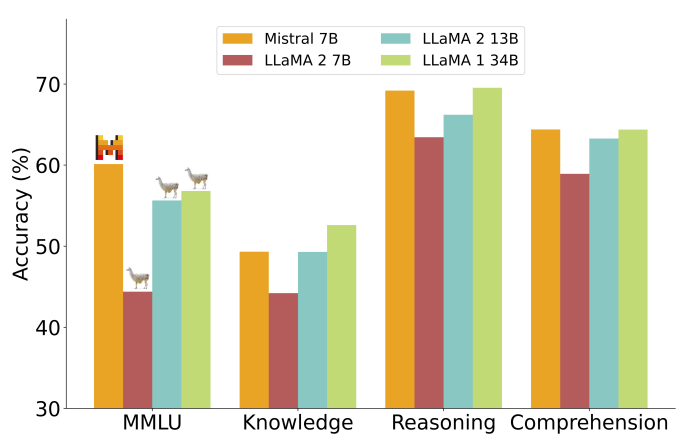 Mistral 7B
LLaMA 2 7B
LLaMA 2 13B
LLaMA 1 34B
Accuracy (%)
70
60
50
40
30
MMLU Knowledge Reasoning Comprehension